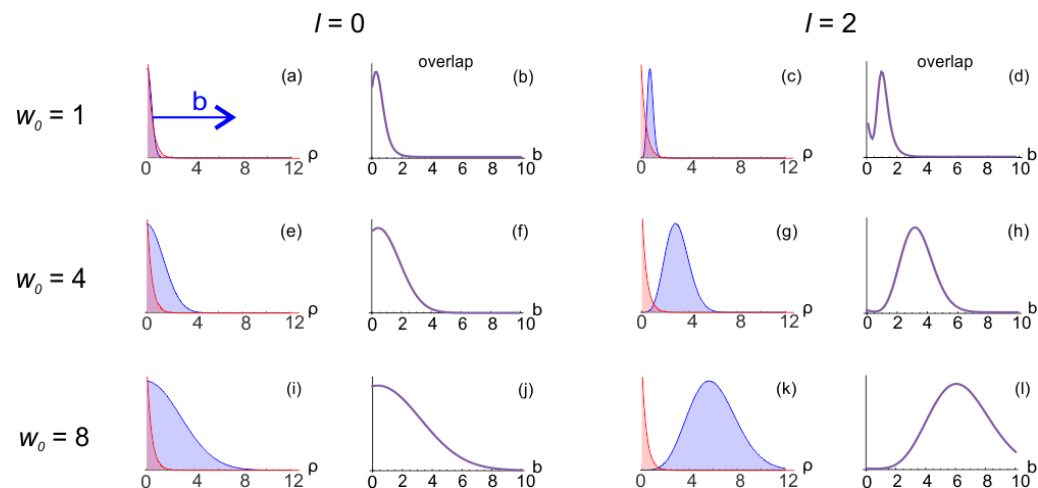 l = 0
l = 2
w₀ = 1
(a)
b
ρ
0 4 8 12
overlap
(b)
b
0 2 4 6 8 10
(c)
ρ
0 4 8 12
overlap
(d)
b
0 2 4 6 8 10
w₀ = 4
(e)
ρ
0 4 8 12
(f)
b
0 2 4 6 8 10
(g)
ρ
0 4 8 12
(h)
b
0 2 4 6 8 10
w₀ = 8
(i)
ρ
0 4 8 12
(j)
b
0 2 4 6 8 10
(k)
ρ
0 4 8 12
(l)
b
0 2 4 6 8 10